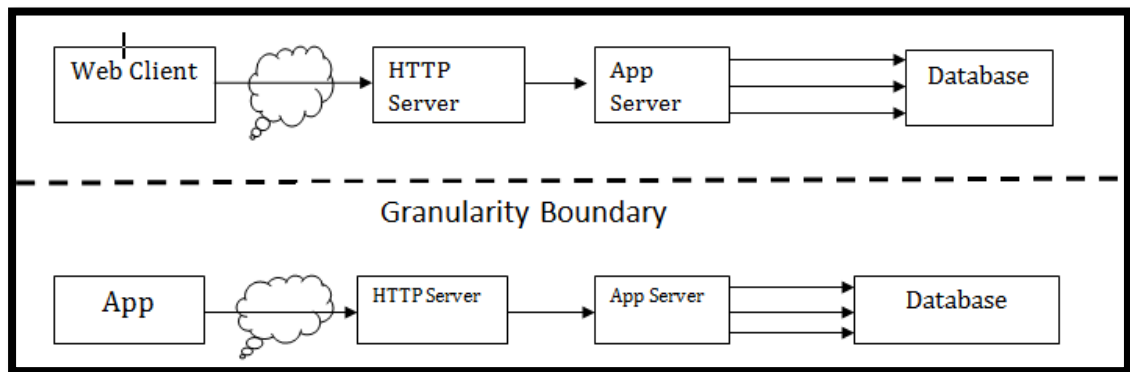 Web Client
HTTP
Server
App
Server
Database
Granularity Boundary
App
HTTP Server
App Server
Database